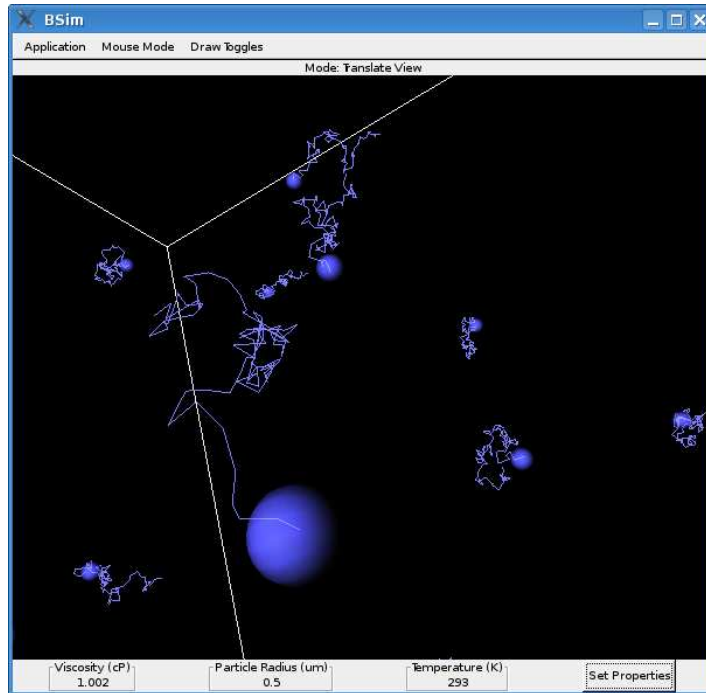 BSim
Application Mouse Mode Draw Toggles
Mode: Translate View
Viscosity (cP) Particle Radius (um) Temperature (K)
1.002 0.5 293 Set Properties